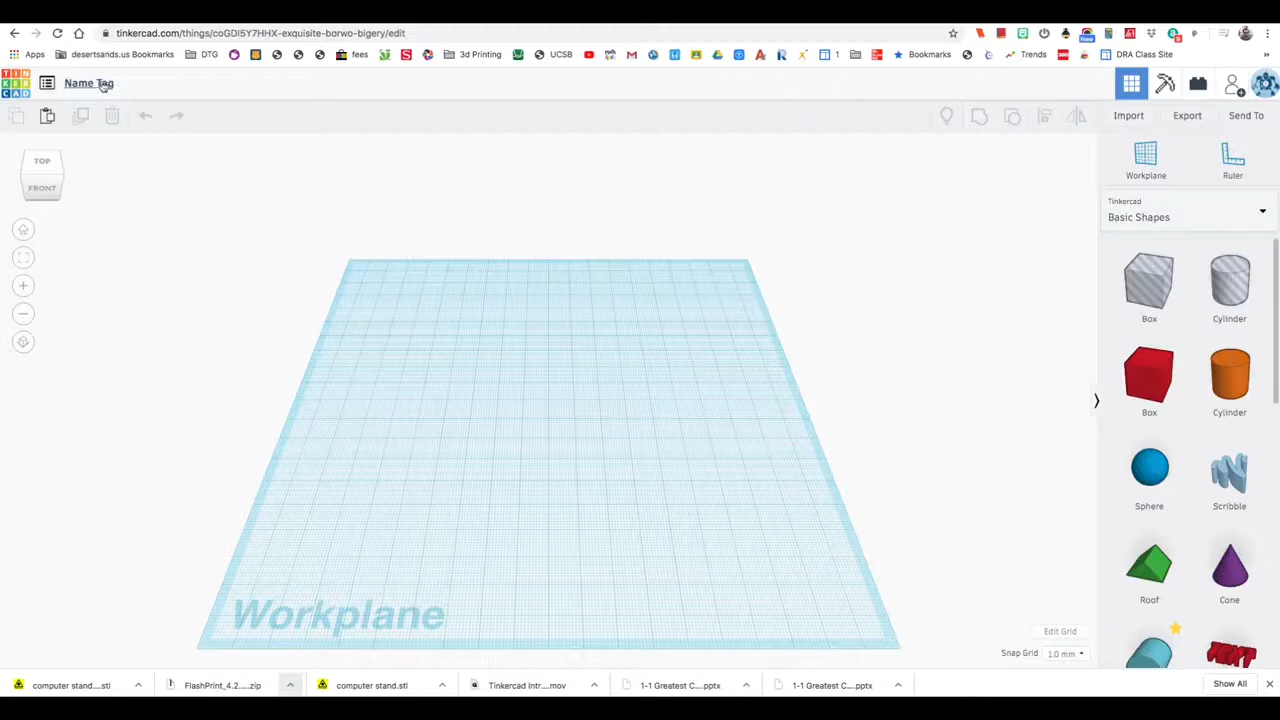 tinkercad.com/things/coGDI5Y7HHX-exquisite-borwo-bigery/edit
Apps desertsands.us Bookmarks DTG fees 3d Printing UCSB 1 Bookmarks Trends DRA Class Site
New
TIN KER CAD Name Tag
Import Export Send To
TOP
FRONT
Workplane Ruler
Tinkercad
Basic Shapes
Box Cylinder
Box Cylinder
Sphere Scribble
Roof Cone
TEXT
Workplane
Edit Grid
Snap Grid 1.0 mm
computer stand....stl FlashPrint_4.2.....zip computer stand.stl Tinkercad Intr....mov 1-1 Greatest C....pptx 1-1 Greatest C....pptx Show All